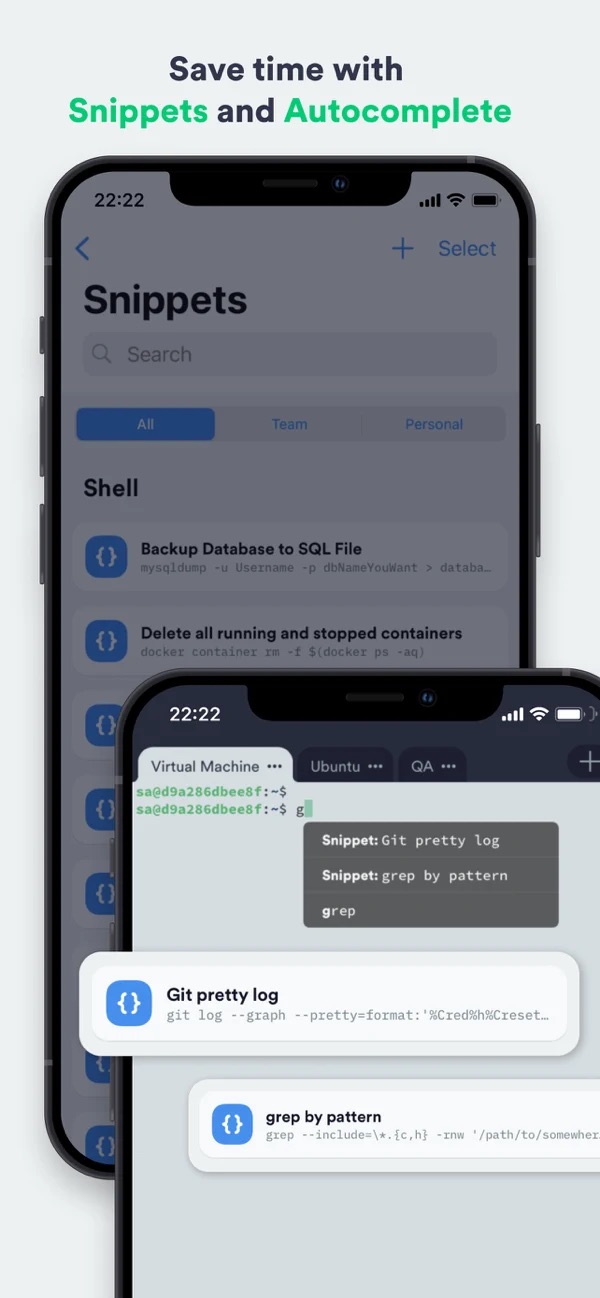 Save time with
Snippets and Autocomplete
22:22
Select
Snippets
Search
All Team Personal
Shell
Backup Database to SQL File
mysqldump -u Username -p dbNameYouWant > databa…
Delete all running and stopped containers
docker container rm -f $(docker ps -aq)
22:22
Virtual Machine ••• Ubuntu ••• QA •••
sa@d9a286dbee8f:~$
sa@d9a286dbee8f:~$ g
Snippet: Git pretty log
Snippet: grep by pattern
grep
Git pretty log
git log --graph --pretty=format:'%Cred%h%Creset…
grep by pattern
grep --include=\*.{c,h} -rnw '/path/to/somewher